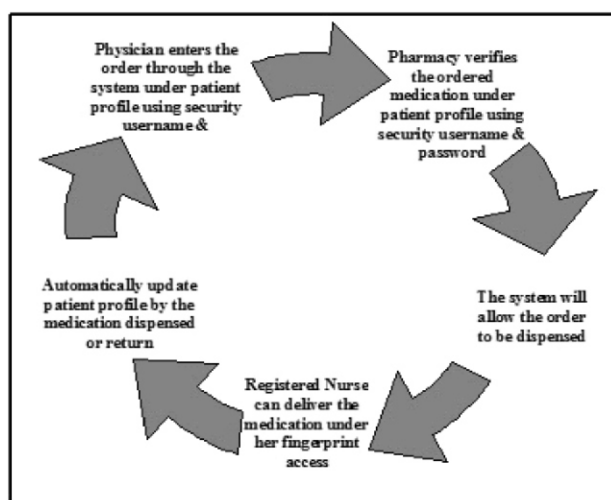 Physician enters the
order through the
system under patient
profile using security
username &
Pharmacy verifies
the ordered
medication under
patient profile using
security username &
password
The system will
allow the order
to be dispensed
Registered Nurse
can deliver the
medication under
her fingerprint
access
Automatically update
patient profile by the
medication dispensed
or return